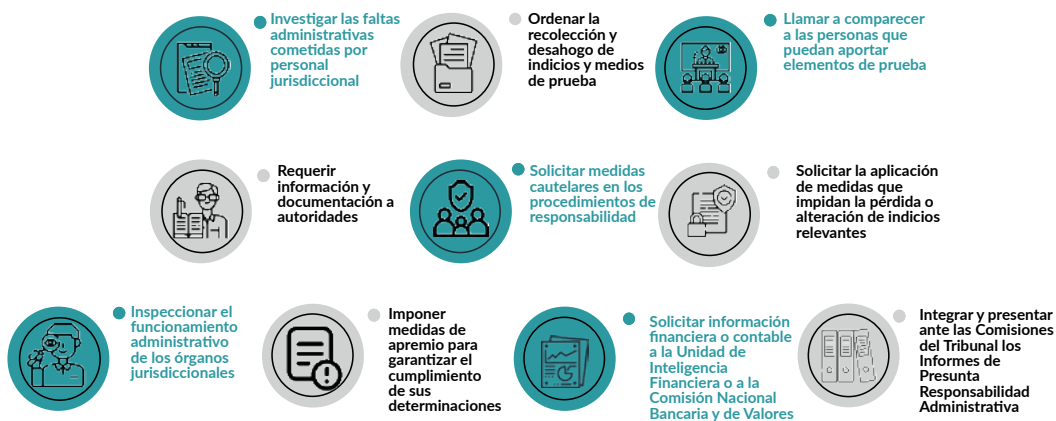 Investigar las faltas
administrativas
cometidas por
personal
jurisdiccional
Ordenar la
recolección y
desahogo de
indicios y medios
de prueba
Llamar a comparecer
a las personas que
puedan aportar
elementos de prueba
Requerir
información y
documentación a
autoridades
Solicitar medidas
cautelares en los
procedimientos de
responsabilidad
Solicitar la aplicación
de medidas que
impidan la pérdida o
alteración de indicios
relevantes
Inspeccionar el
funcionamiento
administrativo
de los órganos
jurisdiccionales
Imponer
medidas de
apremio para
garantizar el
cumplimiento
de sus
determinaciones
Solicitar información
financiera o contable
a la Unidad de
Inteligencia
Financiera o a la
Comisión Nacional
Bancaria y de Valores
Integrar y presentar
ante las Comisiones
del Tribunal los
Informes de
Presunta
Responsabilidad
Administrativa